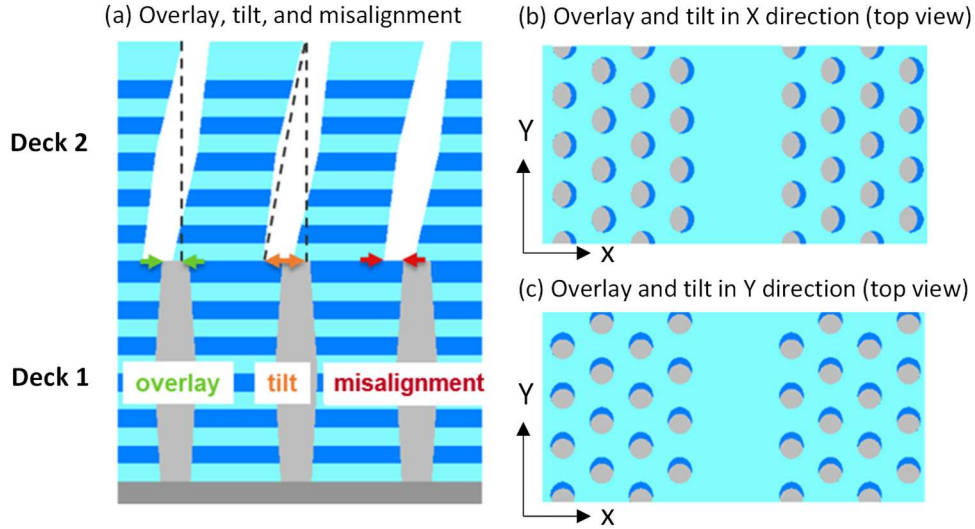 (a) Overlay, tilt, and misalignment
Deck 2
Deck 1
overlay
tilt
misalignment
(b) Overlay and tilt in X direction (top view)
Y
X
(c) Overlay and tilt in Y direction (top view)
Y
X